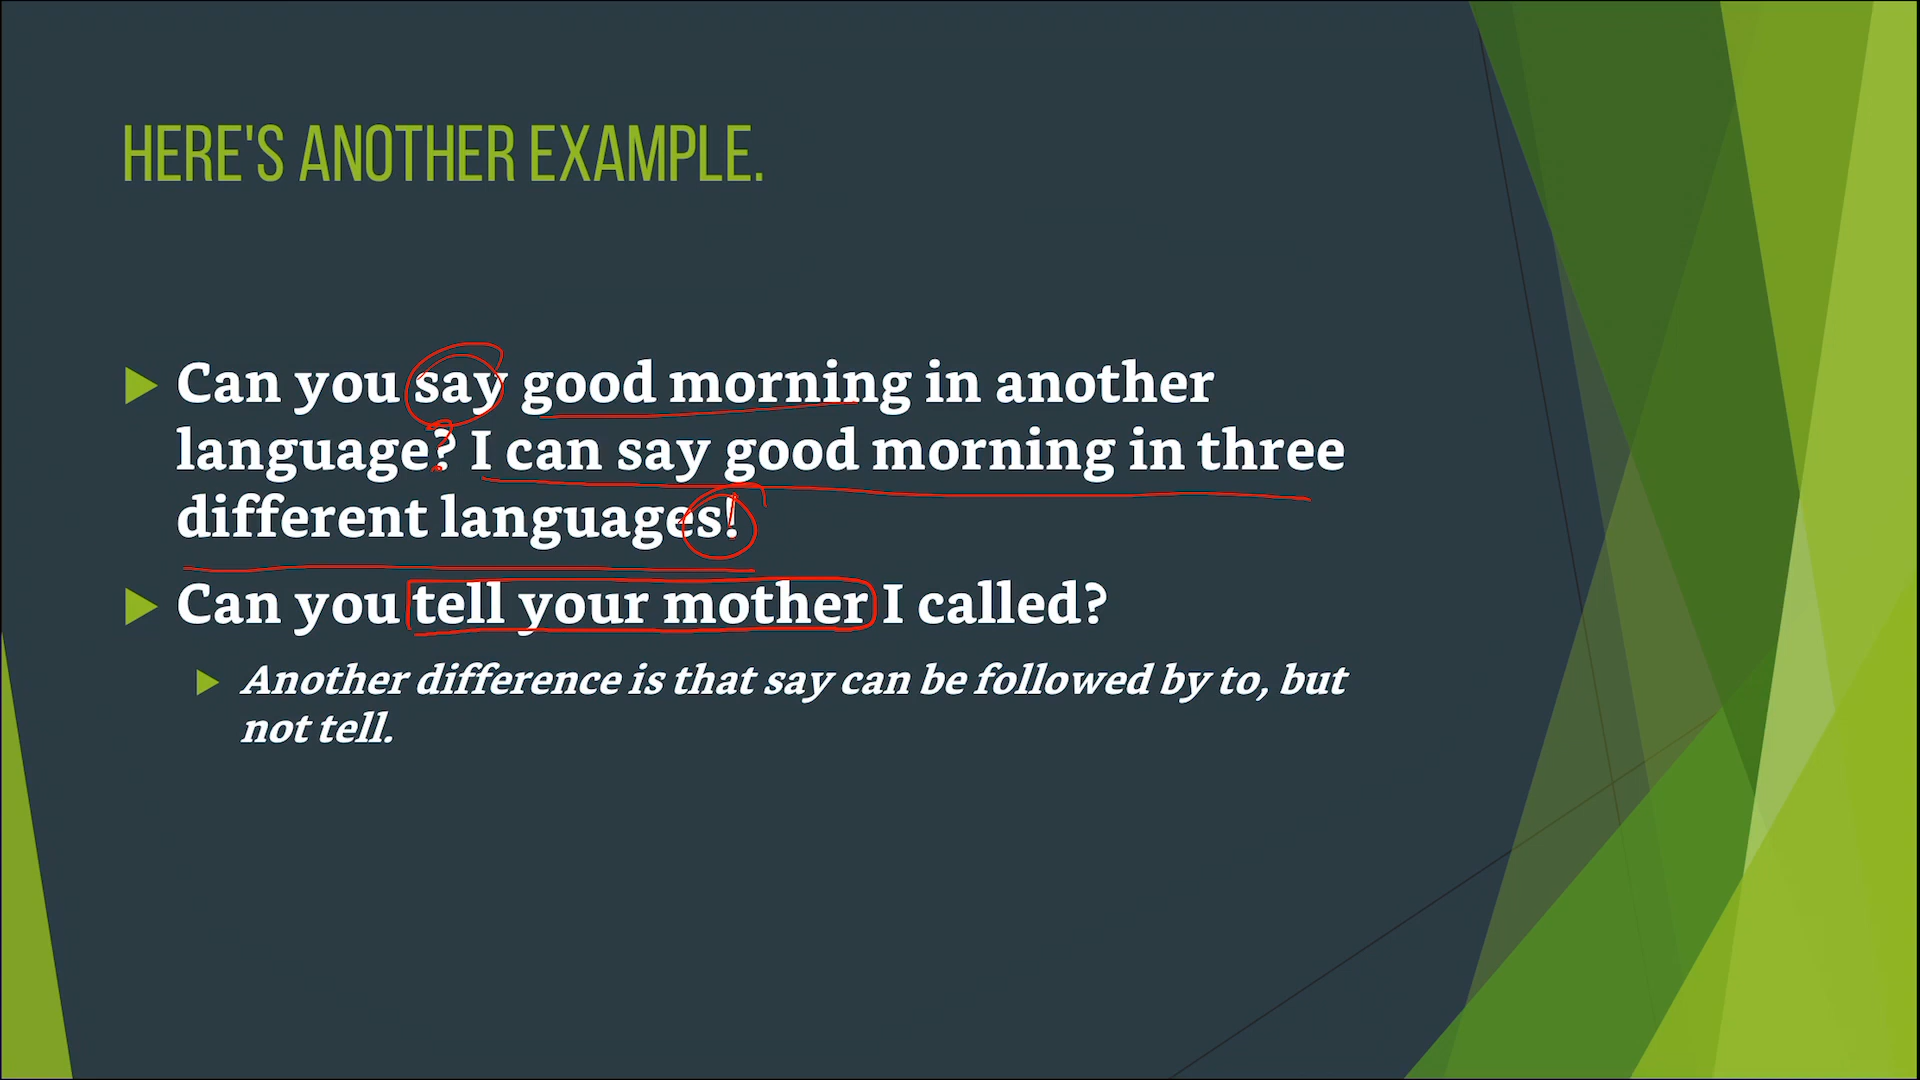 HERE'S ANOTHER EXAMPLE.
Can you say good morning in another
language? I can say good morning in three
different languages!
Can you tell your mother I called?
Another difference is that say can be followed by to, but
not tell.